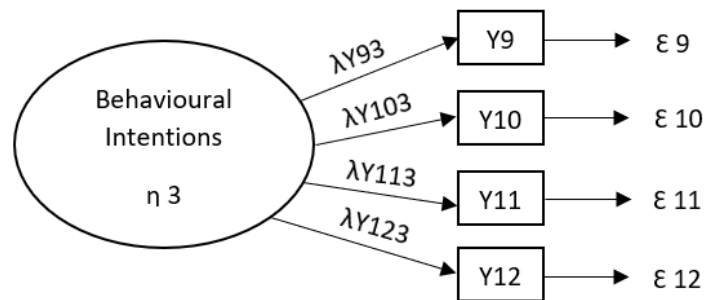 Behavioural
Intentions
η 3
λY93
λY103
λY113
λY123
Y9
Y10
Y11
Y12
Ɛ 9
Ɛ 10
Ɛ 11
Ɛ 12